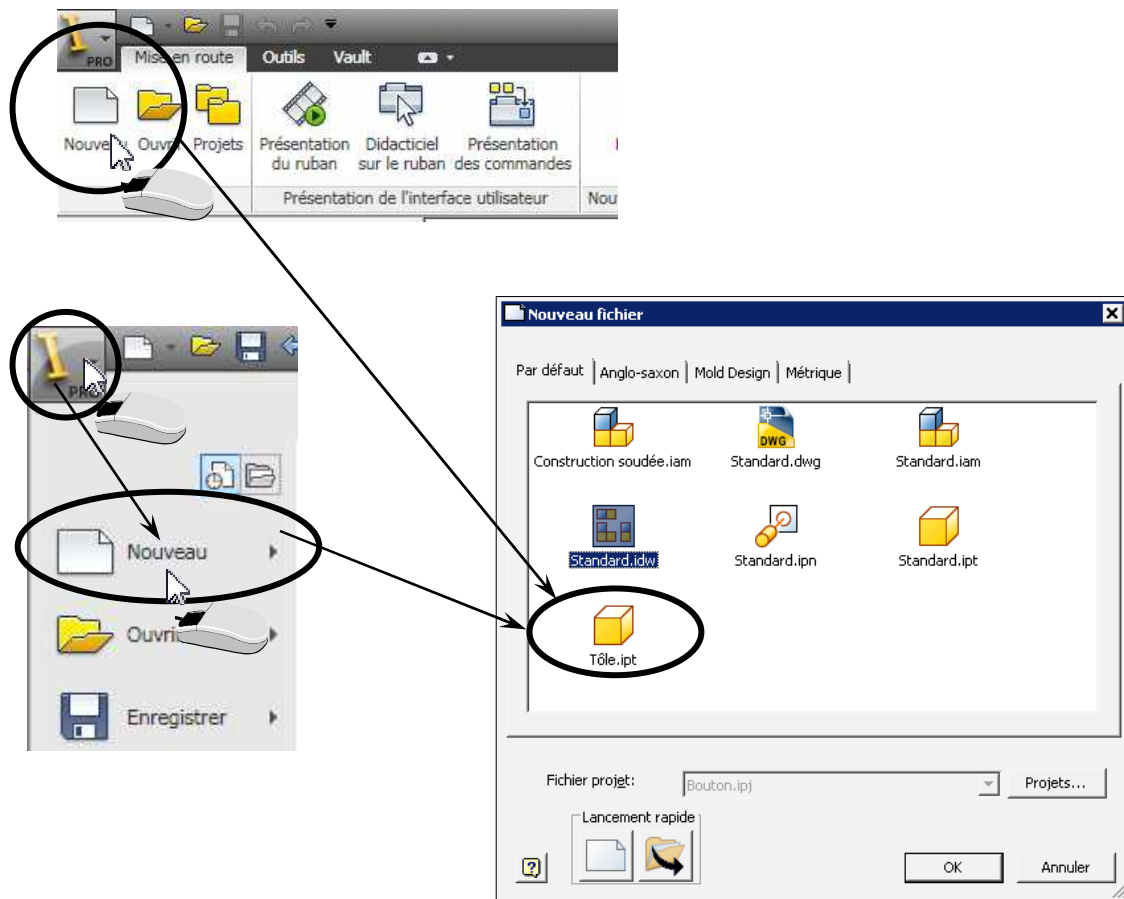 PRO
Mise en route Outils Vault
Nouveau Ouvrir Projets Présentation du ruban Didacticiel sur le ruban Présentation des commandes
Présentation de l'interface utilisateur Nou
PRO
Nouveau
Ouvri
Enregistrer
Nouveau fichier
Par défaut Anglo-saxon Mold Design Métrique
DWG
Construction soudée.iam Standard.dwg Standard.iam
Standard.idw Standard.ipn Standard.ipt
Tôle.ipt
Fichier projet: Bouton.ipj Projets...
Lancement rapide
OK Annuler